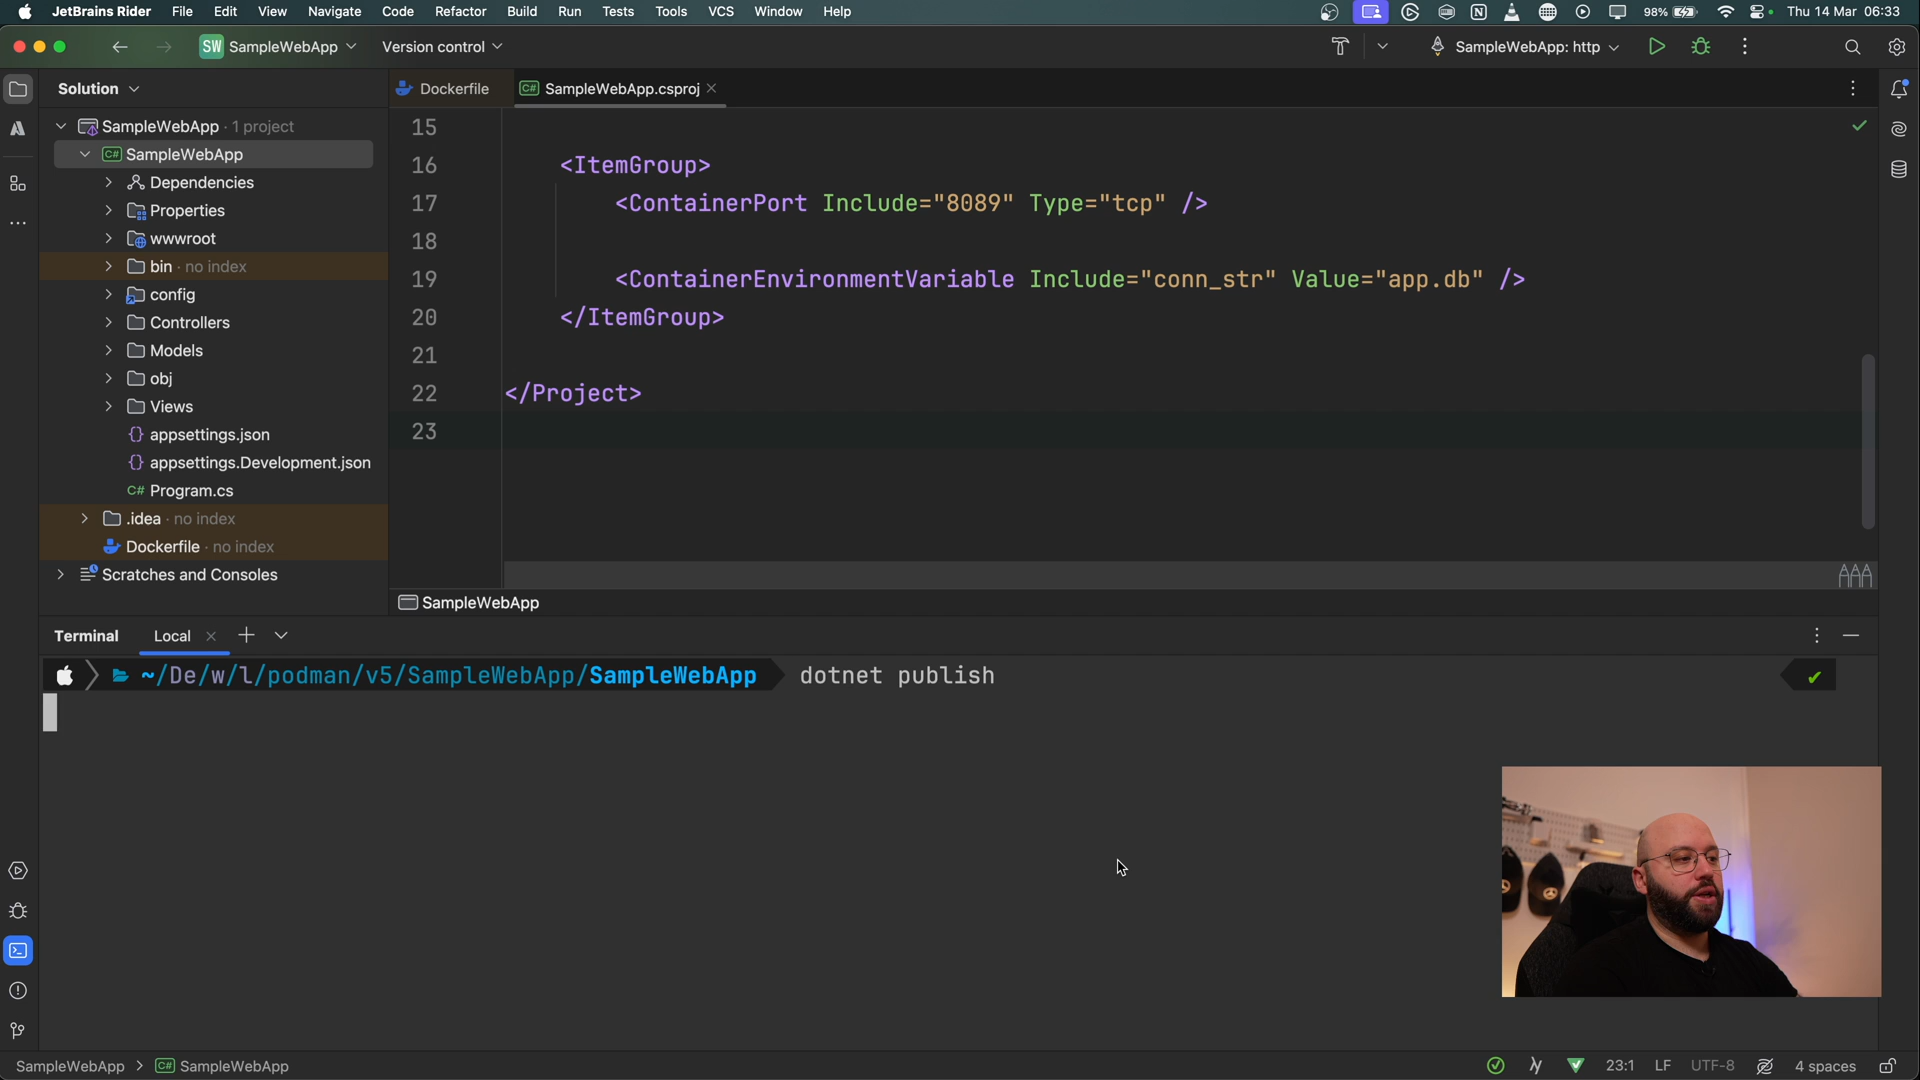 JetBrains Rider File Edit View Navigate Code Refactor Build Run Tests Tools VCS Window Help 98% Thu 14 Mar 06:33
SW SampleWebApp Version control SampleWebApp: http
Solution
Dockerfile C# SampleWebApp.csproj
SampleWebApp · 1 project
C# SampleWebApp
Dependencies
Properties
wwwroot
bin · no index
config
Controllers
Models
obj
Views
{} appsettings.json
{} appsettings.Development.json
C# Program.cs
.idea · no index
Dockerfile · no index
Scratches and Consoles
15
16 <ItemGroup>
17 <ContainerPort Include="8089" Type="tcp" />
18
19 <ContainerEnvironmentVariable Include="conn_str" Value="app.db" />
20 </ItemGroup>
21
22 </Project>
23
SampleWebApp
Terminal Local
~/De/w/l/podman/v5/SampleWebApp/SampleWebApp dotnet publish
SampleWebApp C# SampleWebApp 23:1 LF UTF-8 4 spaces